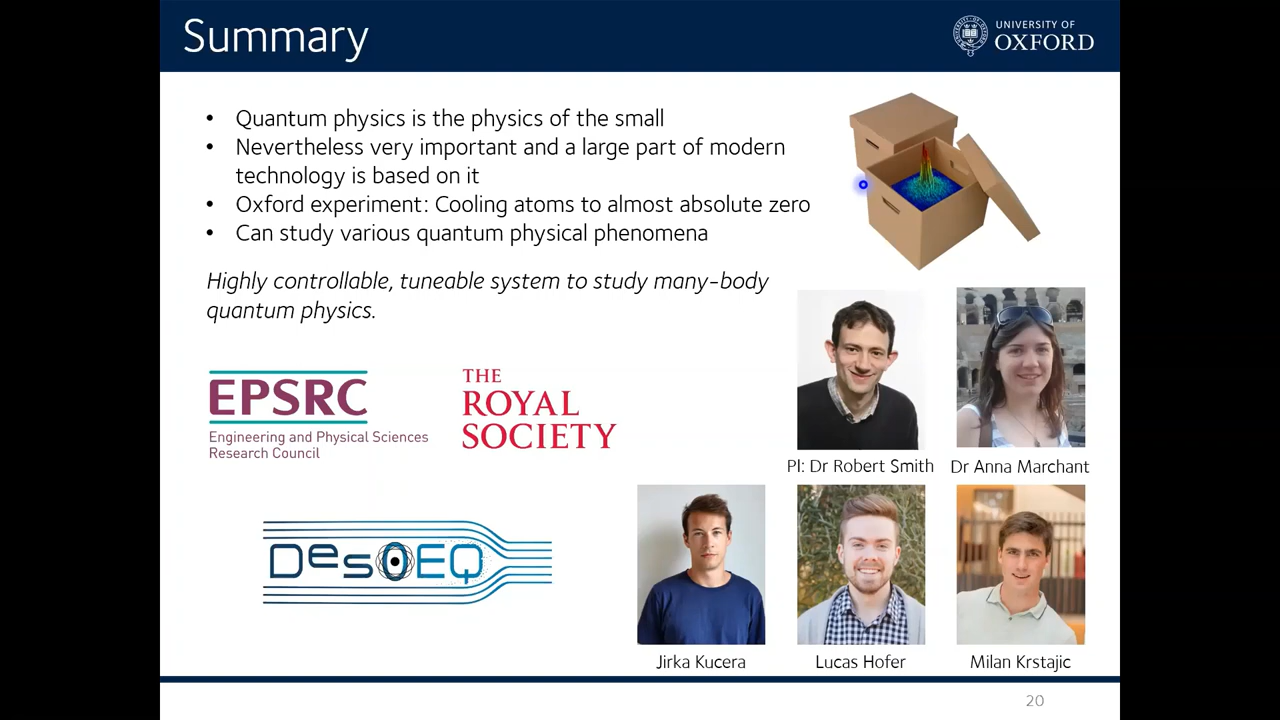 Summary
UNIVERSITY OF
OXFORD
• Quantum physics is the physics of the small
• Nevertheless very important and a large part of modern
technology is based on it
• Oxford experiment: Cooling atoms to almost absolute zero
• Can study various quantum physical phenomena
Highly controllable, tuneable system to study many-body
quantum physics.
EPSRC
Engineering and Physical Sciences
Research Council
THE
ROYAL
SOCIETY
DesOEQ
PI: Dr Robert Smith
Dr Anna Marchant
Jirka Kucera
Lucas Hofer
Milan Krstajic
20